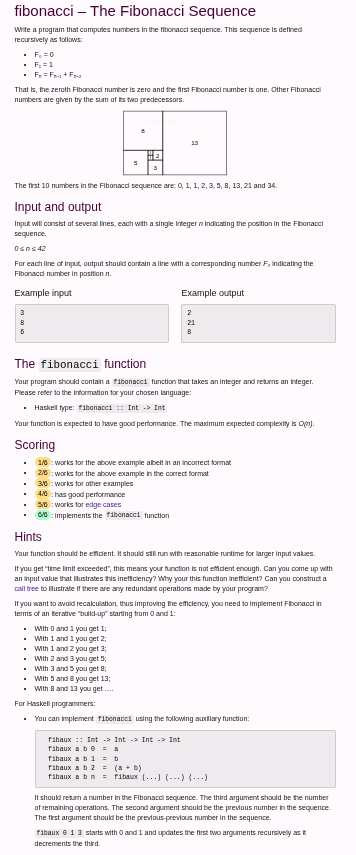 fibonacci – The Fibonacci Sequence
Write a program that computes numbers in the fibonacci sequence. This sequence is defined
recursively as follows:
• F₀ = 0
• F₁ = 1
• Fₙ = Fₙ₋₁ + Fₙ₋₂
That is, the zeroth Fibonacci number is zero and the first Fibonacci number is one. Other Fibonacci
numbers are given by the sum of its two predecessors.
8
13
5
2
3
The first 10 numbers in the Fibonacci sequence are: 0, 1, 1, 2, 3, 5, 8, 13, 21 and 34.
Input and output
Input will consist of several lines, each with a single integer n indicating the position in the Fibonacci
sequence.
0 ≤ n ≤ 42
For each line of input, output should contain a line with a corresponding number Fₙ indicating the
Fibonacci number in position n.
Example input
3
8
6
Example output
2
21
8
The fibonacci function
Your program should contain a fibonacci function that takes an integer and returns an integer.
Please refer to the information for your chosen language:
• Haskell type: fibonacci :: Int -> Int
Your function is expected to have good performance. The maximum expected complexity is O(n).
Scoring
• 1/6 : works for the above example albeit in an incorrect format
• 2/6 : works for the above example in the correct format
• 3/6 : works for other examples
• 4/6 : has good performance
• 5/6 : works for edge cases
• 6/6 : implements the fibonacci function
Hints
Your function should be efficient. It should still run with reasonable runtime for larger input values.
If you get “time limit exceeded”, this means your function is not efficient enough. Can you come up with
an input value that illustrates this inefficiency? Why your this function inefficient? Can you construct a
call tree to illustrate if there are any redundant operations made by your program?
If you want to avoid recalculation, thus improving the efficiency, you need to implement Fibonacci in
terms of an iterative “build-up” starting from 0 and 1:
• With 0 and 1 you get 1;
• With 1 and 1 you get 2;
• With 1 and 2 you get 3;
• With 2 and 3 you get 5;
• With 3 and 5 you get 8;
• With 5 and 8 you get 13;
• With 8 and 13 you get ....
For Haskell programmers:
• You can implement fibonacci using the following auxiliary function:
fibaux :: Int -> Int -> Int -> Int
fibaux a b 0 = a
fibaux a b 1 = b
fibaux a b 2 = (a + b)
fibaux a b n = fibaux (...) (...) (...)
It should return a number in the Fibonacci sequence. The third argument should be the number
of remaining operations. The second argument should be the previous number in the sequence.
The first argument should be the previous-previous number in the sequence.
fibaux 0 1 3 starts with 0 and 1 and updates the first two arguments recursively as it
decrements the third.